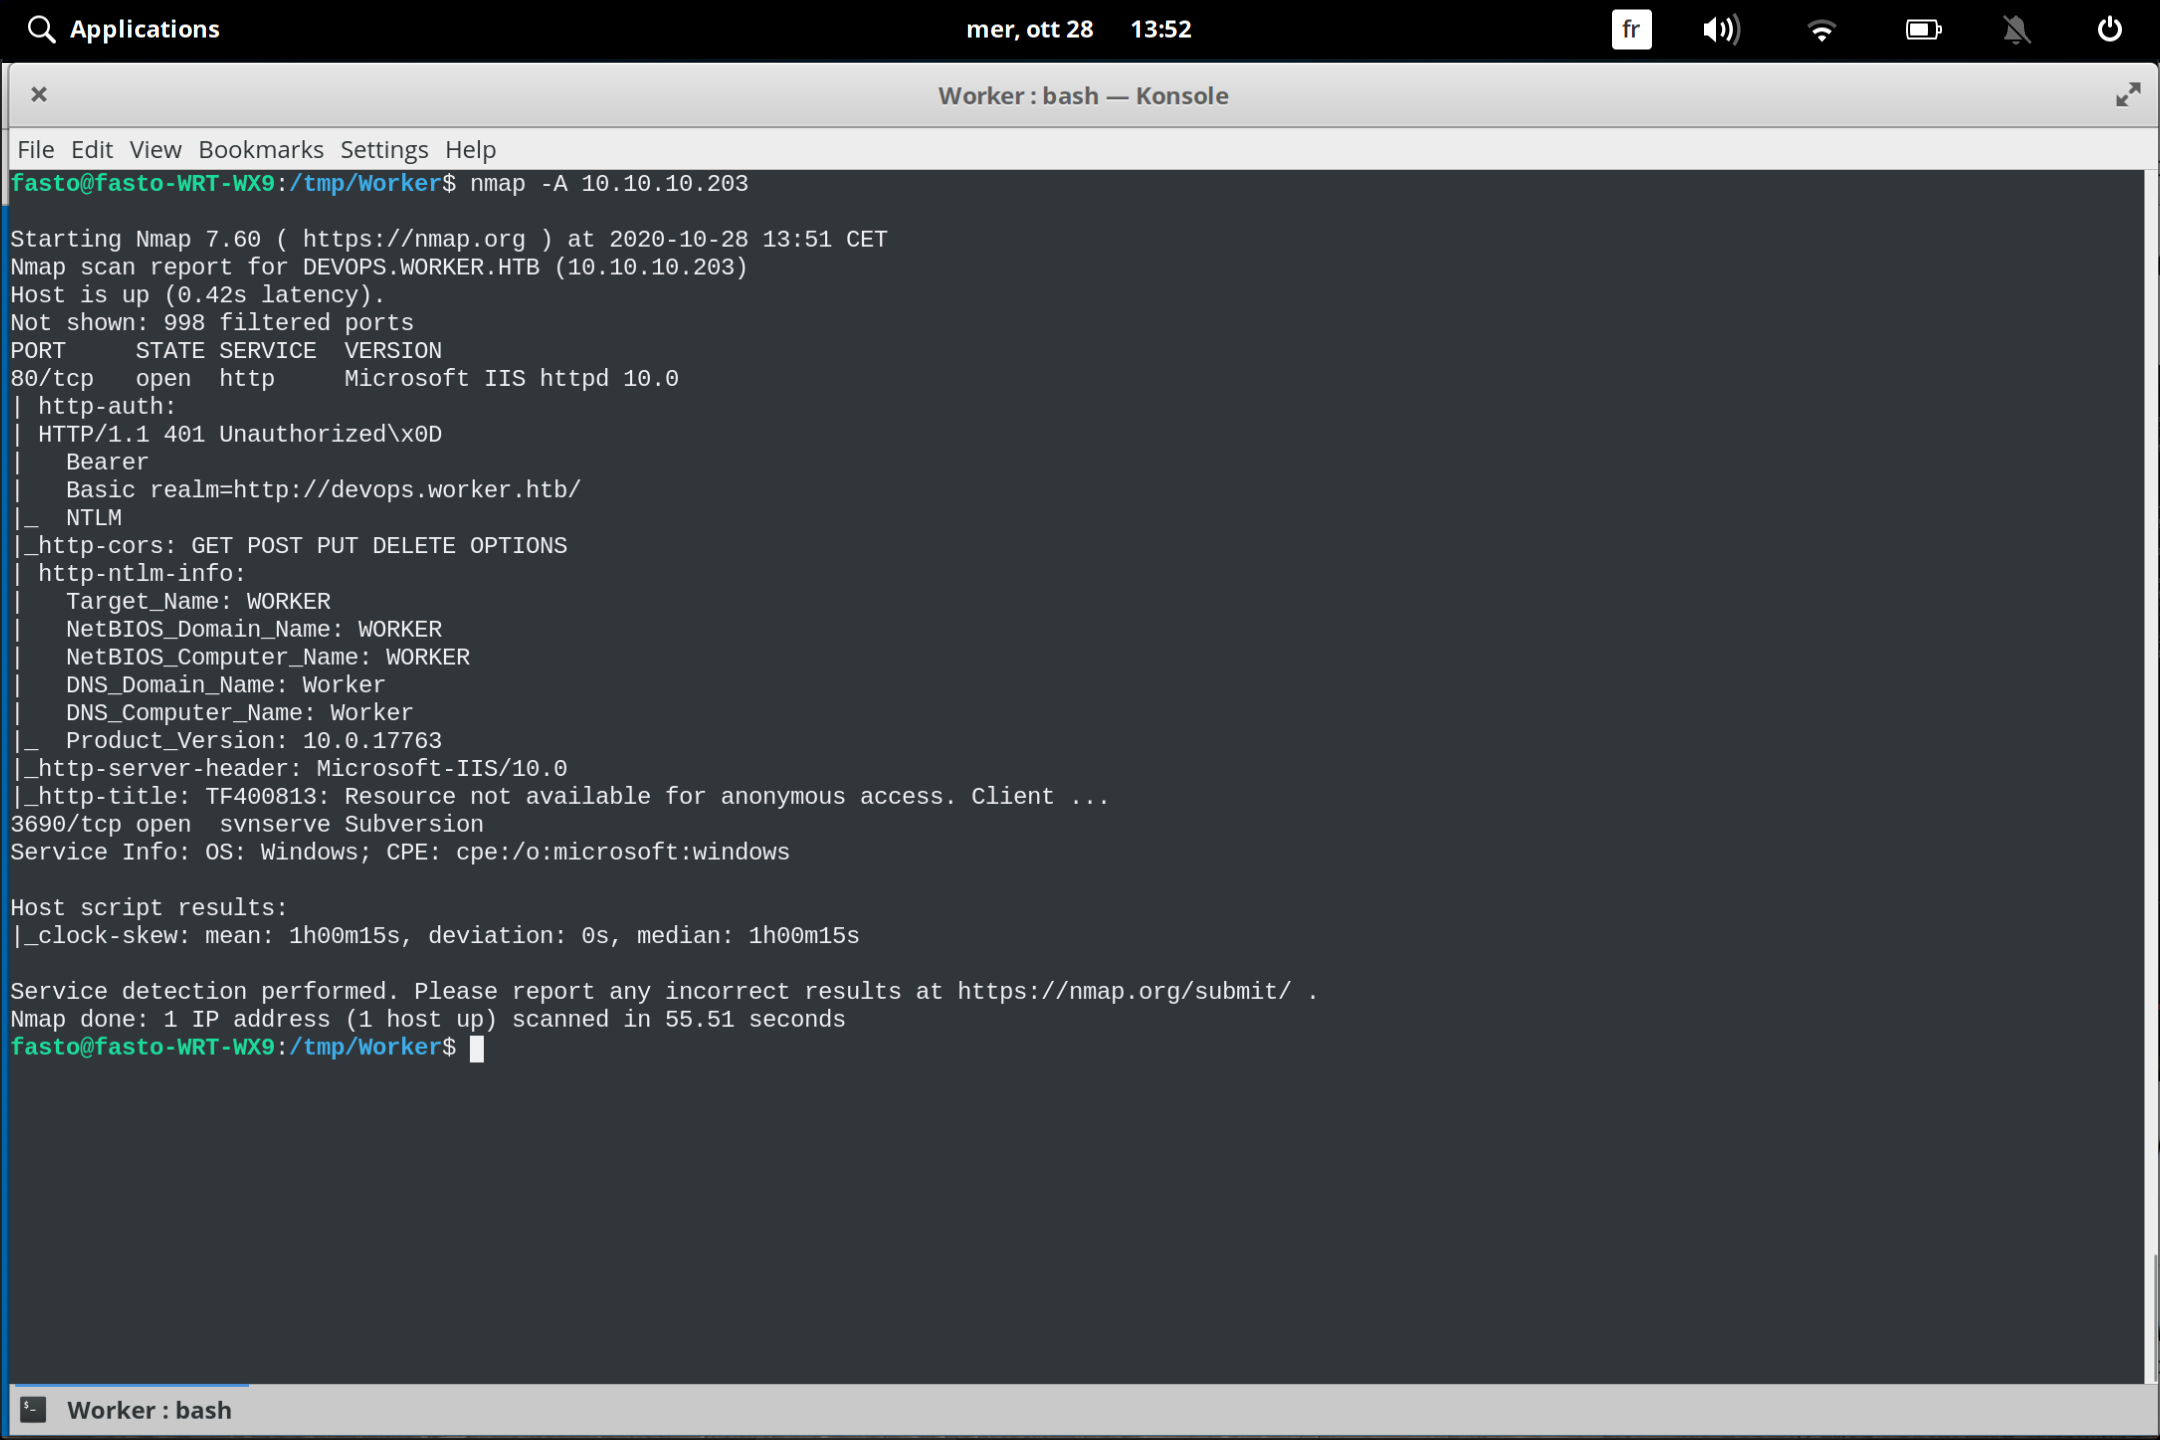 Applications mer, ott 28 13:52 fr
Worker : bash — Konsole
File Edit View Bookmarks Settings Help
fasto@fasto-WRT-WX9:/tmp/Worker$ nmap -A 10.10.10.203
Starting Nmap 7.60 ( https://nmap.org ) at 2020-10-28 13:51 CET
Nmap scan report for DEVOPS.WORKER.HTB (10.10.10.203)
Host is up (0.42s latency).
Not shown: 998 filtered ports
PORT     STATE SERVICE  VERSION
80/tcp   open  http     Microsoft IIS httpd 10.0
| http-auth:
| HTTP/1.1 401 Unauthorized\x0D
|   Bearer
|   Basic realm=http://devops.worker.htb/
|_  NTLM
|_http-cors: GET POST PUT DELETE OPTIONS
| http-ntlm-info:
|   Target_Name: WORKER
|   NetBIOS_Domain_Name: WORKER
|   NetBIOS_Computer_Name: WORKER
|   DNS_Domain_Name: Worker
|   DNS_Computer_Name: Worker
|_  Product_Version: 10.0.17763
|_http-server-header: Microsoft-IIS/10.0
|_http-title: TF400813: Resource not available for anonymous access. Client ...
3690/tcp open  svnserve Subversion
Service Info: OS: Windows; CPE: cpe:/o:microsoft:windows
Host script results:
|_clock-skew: mean: 1h00m15s, deviation: 0s, median: 1h00m15s
Service detection performed. Please report any incorrect results at https://nmap.org/submit/ .
Nmap done: 1 IP address (1 host up) scanned in 55.51 seconds
fasto@fasto-WRT-WX9:/tmp/Worker$
Worker : bash